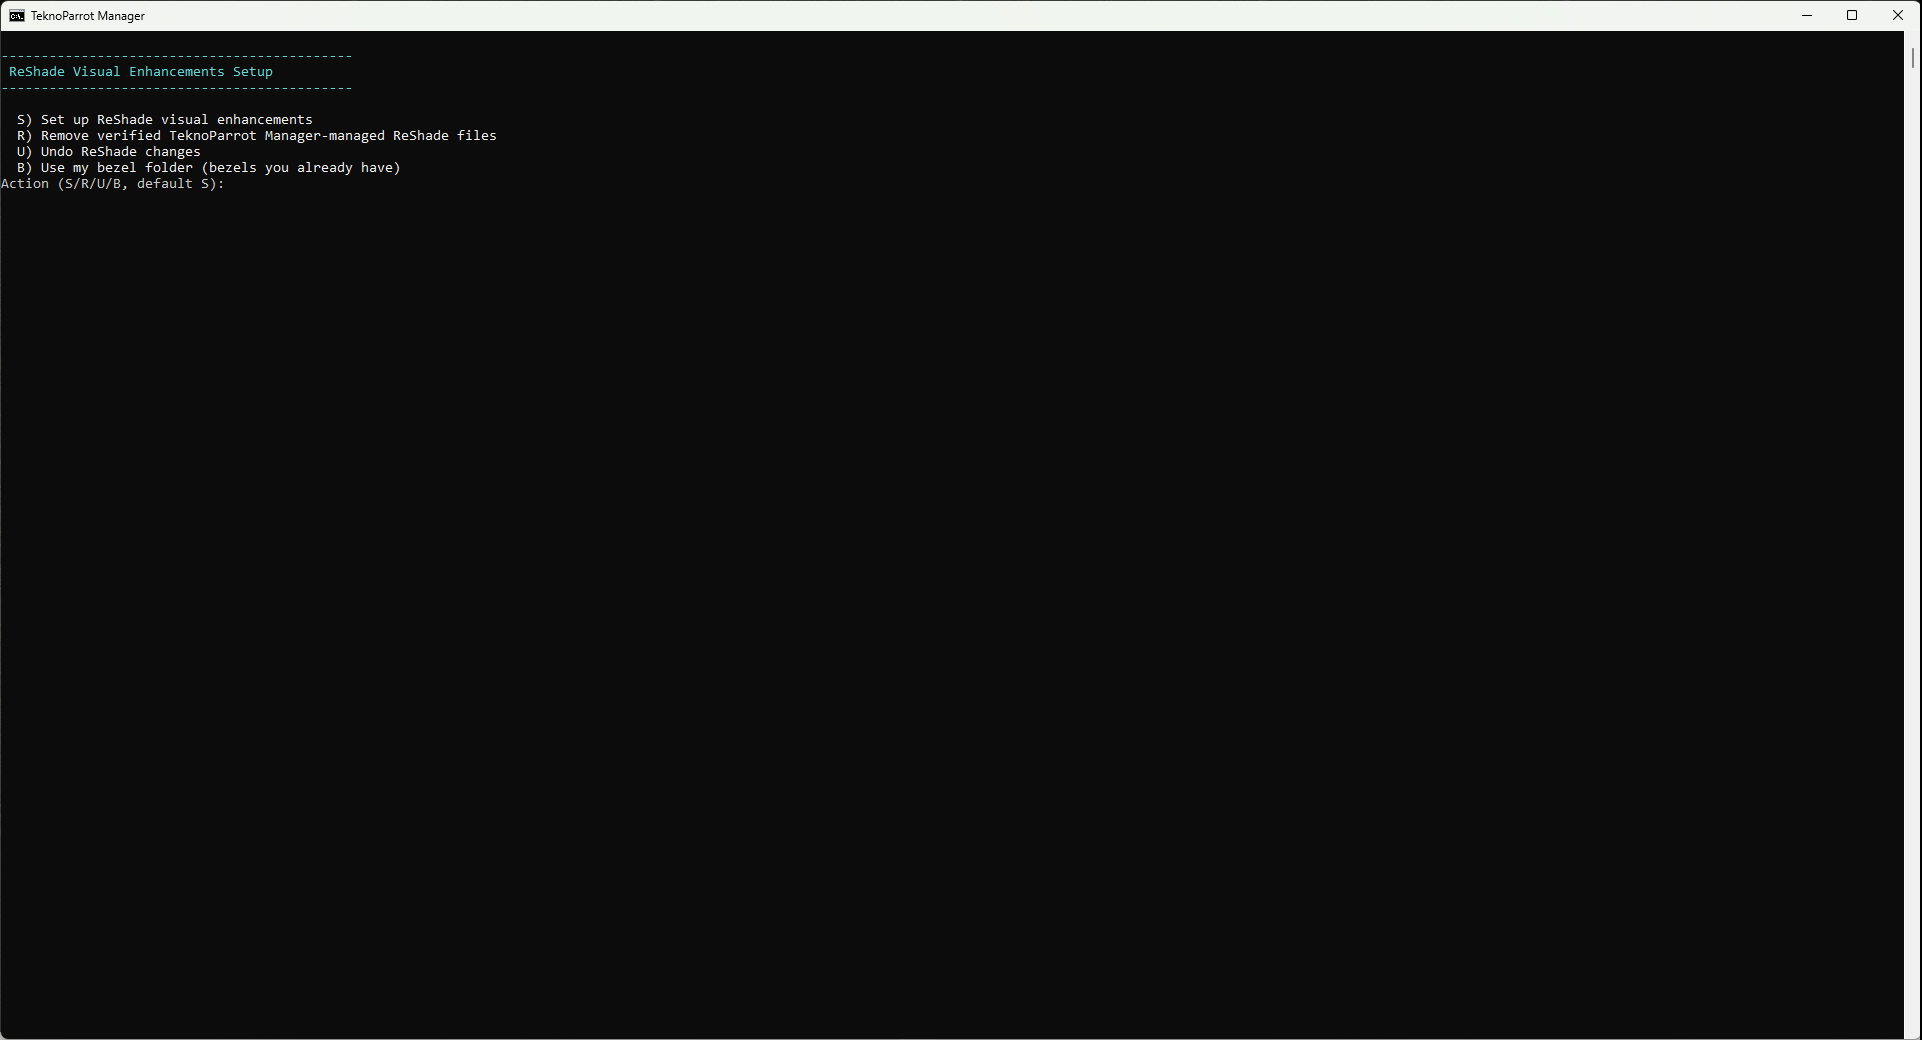 TeknoParrot Manager
--------------------------------------------
ReShade Visual Enhancements Setup
--------------------------------------------
S) Set up ReShade visual enhancements
R) Remove verified TeknoParrot Manager-managed ReShade files
U) Undo ReShade changes
B) Use my bezel folder (bezels you already have)
Action (S/R/U/B, default S):